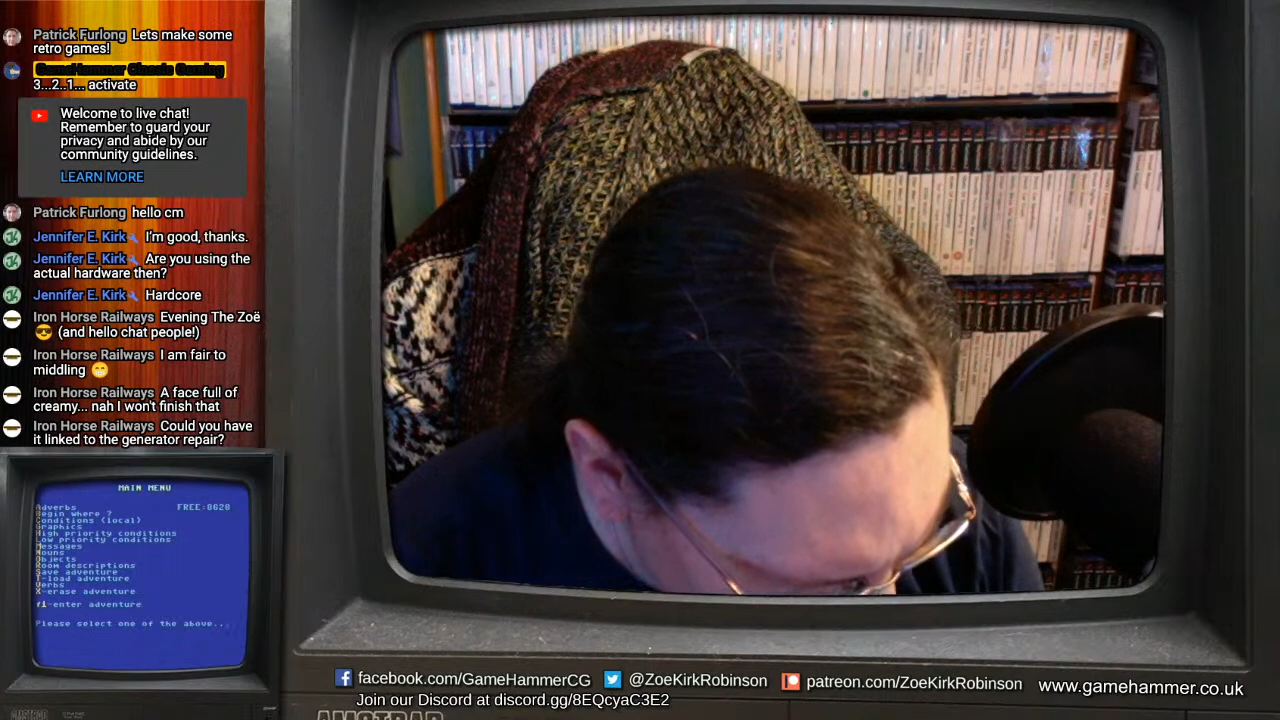 Patrick Furlong Lets make some
retro games!
GameHammer Classic Gaming
3...2..1... activate
Welcome to live chat!
Remember to guard your
privacy and abide by our
community guidelines.
LEARN MORE
Patrick Furlong hello cm
Jennifer E. Kirk I'm good, thanks.
Jennifer E. Kirk Are you using the
actual hardware then?
Jennifer E. Kirk Hardcore
Iron Horse Railways Evening The Zoë
😎 (and hello chat people!)
Iron Horse Railways I am fair to
middling 😁
Iron Horse Railways A face full of
creamy... nah I won't finish that
Iron Horse Railways Could you have
it linked to the generator repair?
MAIN MENU
Adverbs FREE:8620
Begin where ?
Conditions (local)
Graphics
High priority conditions
Low priority conditions
Messages
Nouns
Objects
Room descriptions
Save adventure
T-load adventure
Verbs
X-erase adventure
f1-enter adventure
Please select one of the above..
facebook.com/GameHammerCG @ZoeKirkRobinson patreon.com/ZoeKirkRobinson www.gamehammer.co.uk
Join our Discord at discord.gg/8EQcyaC3E2
AMSTRAD